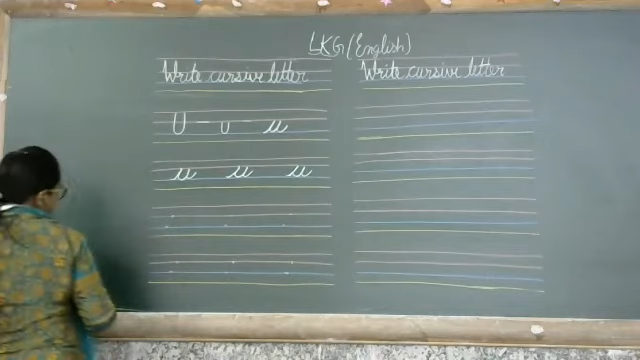 LKG (English)
Write cursive letter
Write cursive letter
U u u
u u u